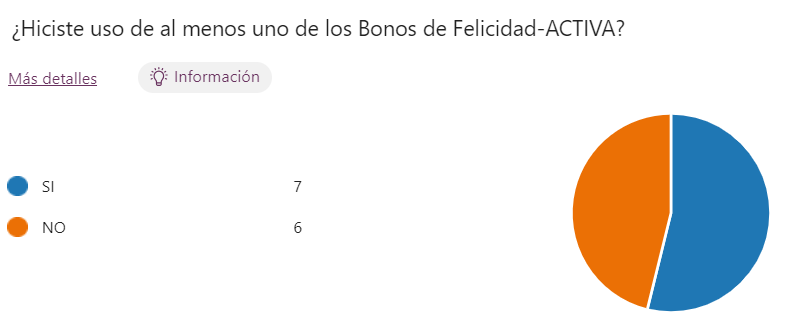 ¿Hiciste uso de al menos uno de los Bonos de Felicidad-ACTIVA?
Más detalles Información
SI 7
NO 6